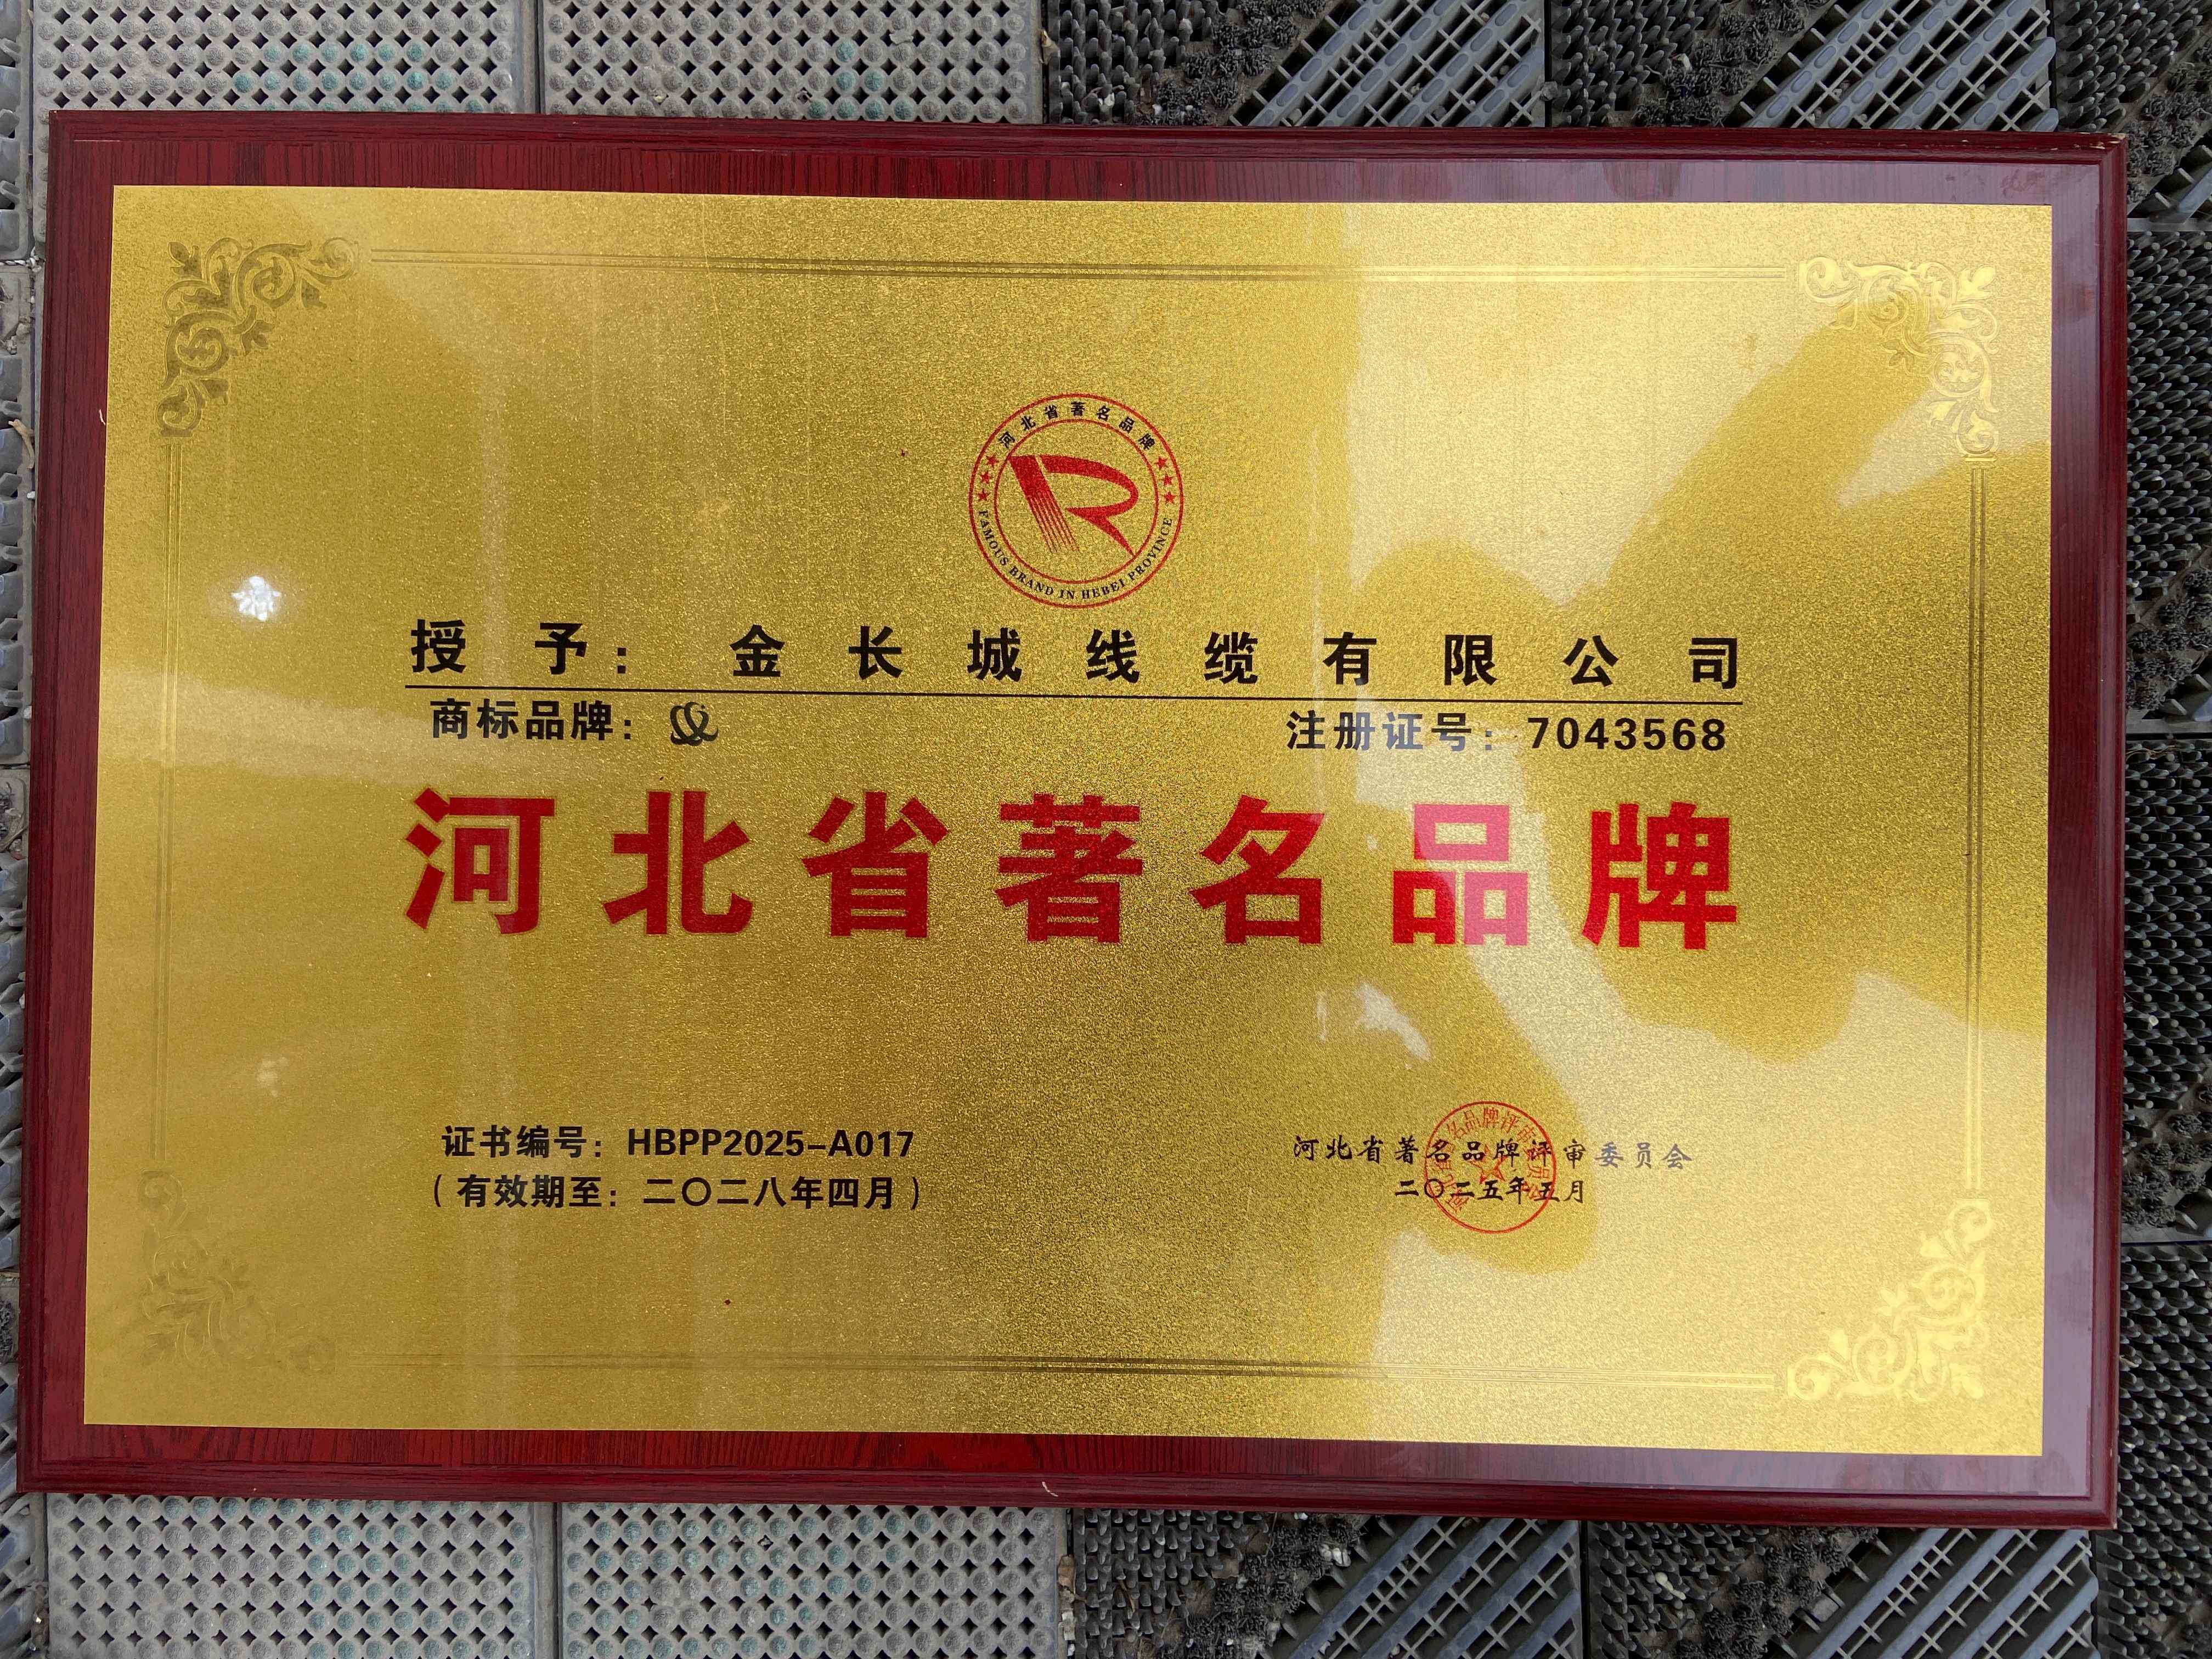 河北省著名品牌
FAMOUS BRAND IN HEBEI PROVINCE
授予：金长城线缆有限公司
商标品牌：
注册证号：7043568
河北省著名品牌
证书编号：HBPP2025-A017
（有效期至：二〇二八年四月）
河北省著名品牌评审委员会
二〇二五年五月